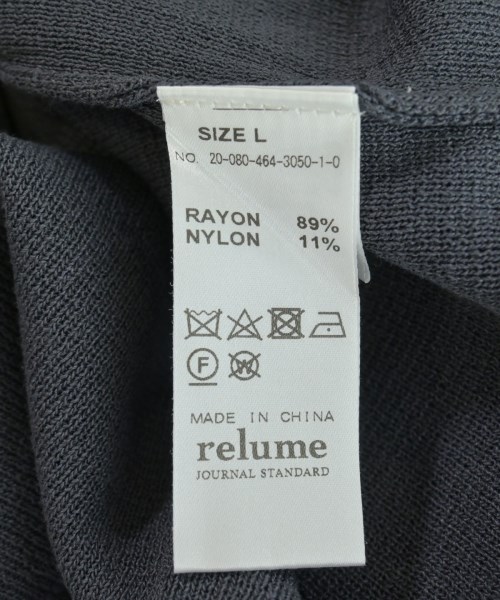 SIZE L
NO. 20-080-464-3050-1-0
RAYON 89%
NYLON 11%
F W
MADE IN CHINA
relume
JOURNAL STANDARD